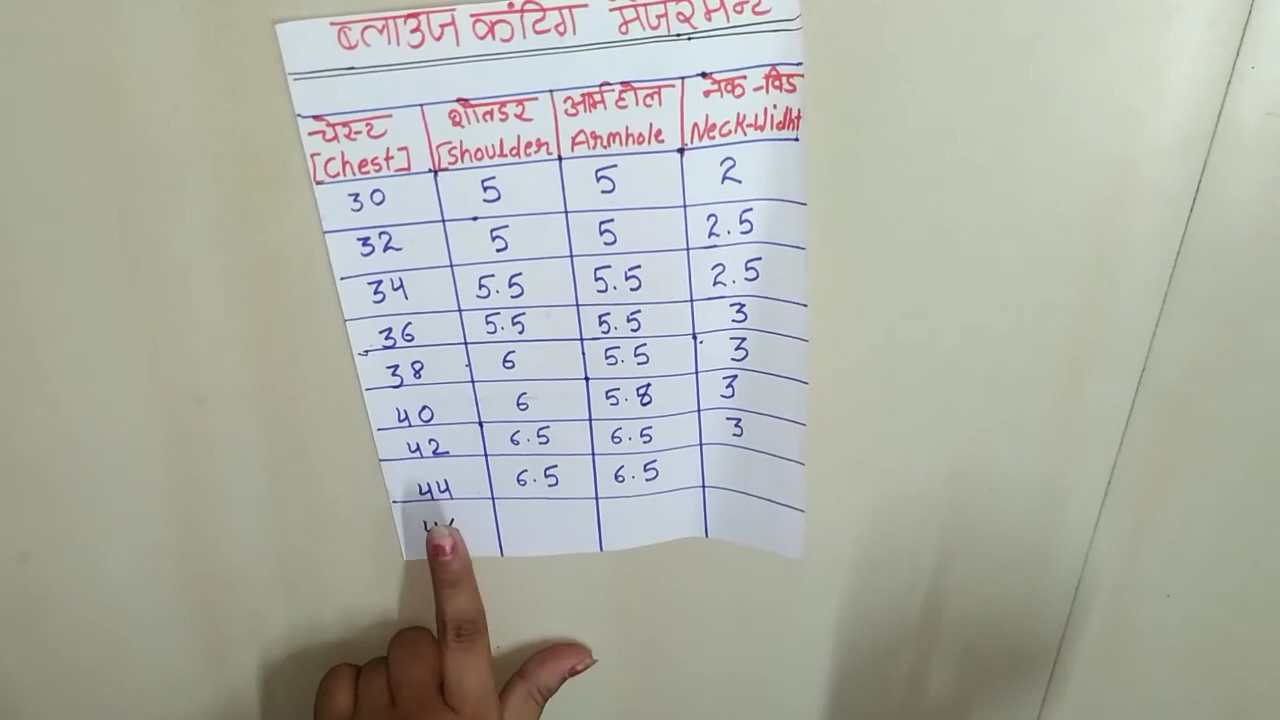 ब्लाउज कंटिग मेजरमेन्ट
चेस्ट शोल्डर आर्महोल नेक-विड
[Chest] [Shoulder Armhole Neck-Widht
30 5 5 2
32 5 5 2.5
34 5.5 5.5 2.5
36 5.5 5.5 3
38 6 5.5 3
40 6 5.8 3
42 6.5 6.5 3
44 6.5 6.5